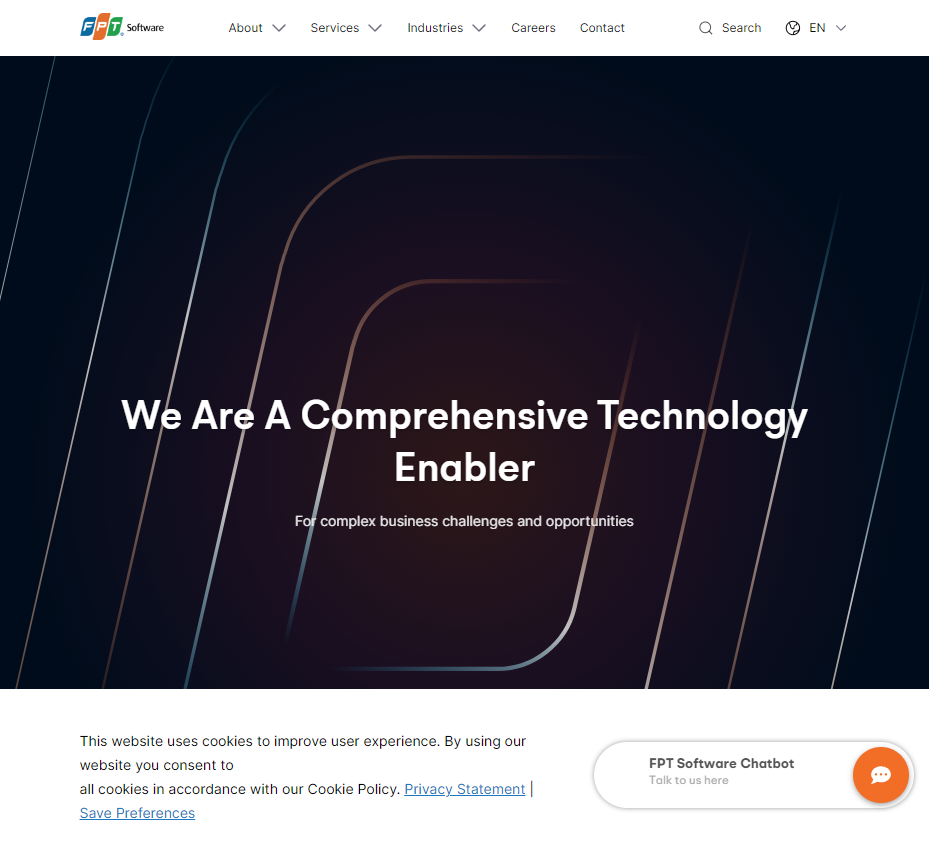 FPT Software
About
Services
Industries
Careers
Contact
Search
EN
We Are A Comprehensive Technology
Enabler
For complex business challenges and opportunities
This website uses cookies to improve user experience. By using our
website you consent to
all cookies in accordance with our Cookie Policy. Privacy Statement |
Save Preferences
FPT Software Chatbot
Talk to us here